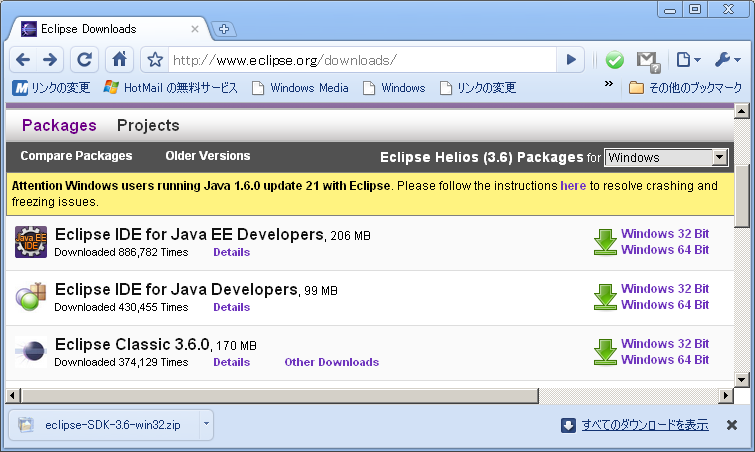 Eclipse Downloads
http://www.eclipse.org/downloads/
リンクの変更 HotMail の無料サービス Windows Media Windows リンクの変更 » その他のブックマーク
Packages Projects
Compare Packages Older Versions Eclipse Helios (3.6) Packages for Windows
Attention Windows users running Java 1.6.0 update 21 with Eclipse. Please follow the instructions here to resolve crashing and
freezing issues.
Java EE
IDE
Eclipse IDE for Java EE Developers, 206 MB Windows 32 Bit
Downloaded 886,782 Times Details Windows 64 Bit
Eclipse IDE for Java Developers, 99 MB Windows 32 Bit
Downloaded 430,455 Times Details Windows 64 Bit
Eclipse Classic 3.6.0, 170 MB Windows 32 Bit
Downloaded 374,129 Times Details Other Downloads Windows 64 Bit
eclipse-SDK-3.6-win32.zip すべてのダウンロードを表示